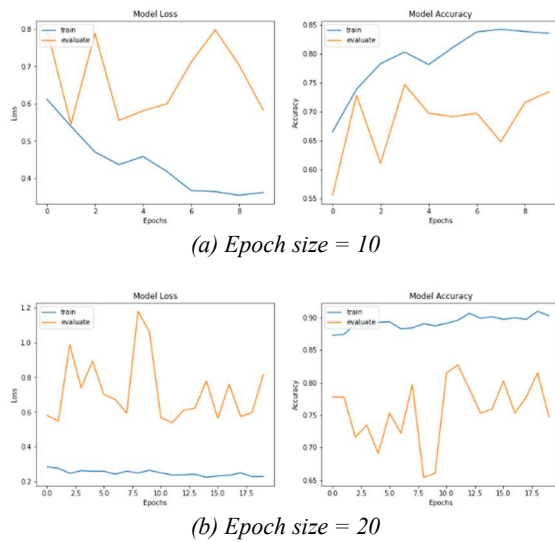 Model Loss
train
evaluate
0.8
0.7
0.6
0.5
0.4
Loss
0 2 4 6 8
Epochs
Model Accuracy
train
evaluate
0.85
0.80
0.75
0.70
0.65
0.60
0.55
Accuracy
0 2 4 6 8
Epochs
(a) Epoch size = 10
Model Loss
train
evaluate
1.2
1.0
0.8
0.6
0.4
0.2
Loss
0.0 2.5 5.0 7.5 10.0 12.5 15.0 17.5
Epochs
Model Accuracy
train
evaluate
0.90
0.85
0.80
0.75
0.70
0.65
Accuracy
0.0 2.5 5.0 7.5 10.0 12.5 15.0 17.5
Epochs
(b) Epoch size = 20